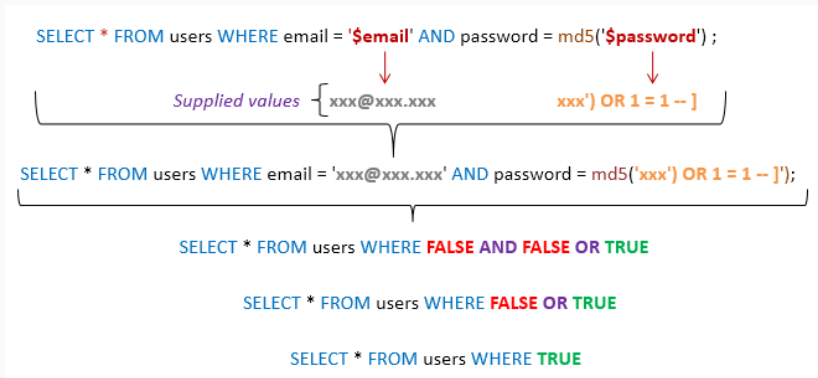 SELECT * FROM users WHERE email = '$email' AND password = md5('$password') ;
Supplied values xxx@xxx.xxx xxx') OR 1 = 1 -- ]
SELECT * FROM users WHERE email = 'xxx@xxx.xxx' AND password = md5('xxx') OR 1 = 1 -- ]');
SELECT * FROM users WHERE FALSE AND FALSE OR TRUE
SELECT * FROM users WHERE FALSE OR TRUE
SELECT * FROM users WHERE TRUE